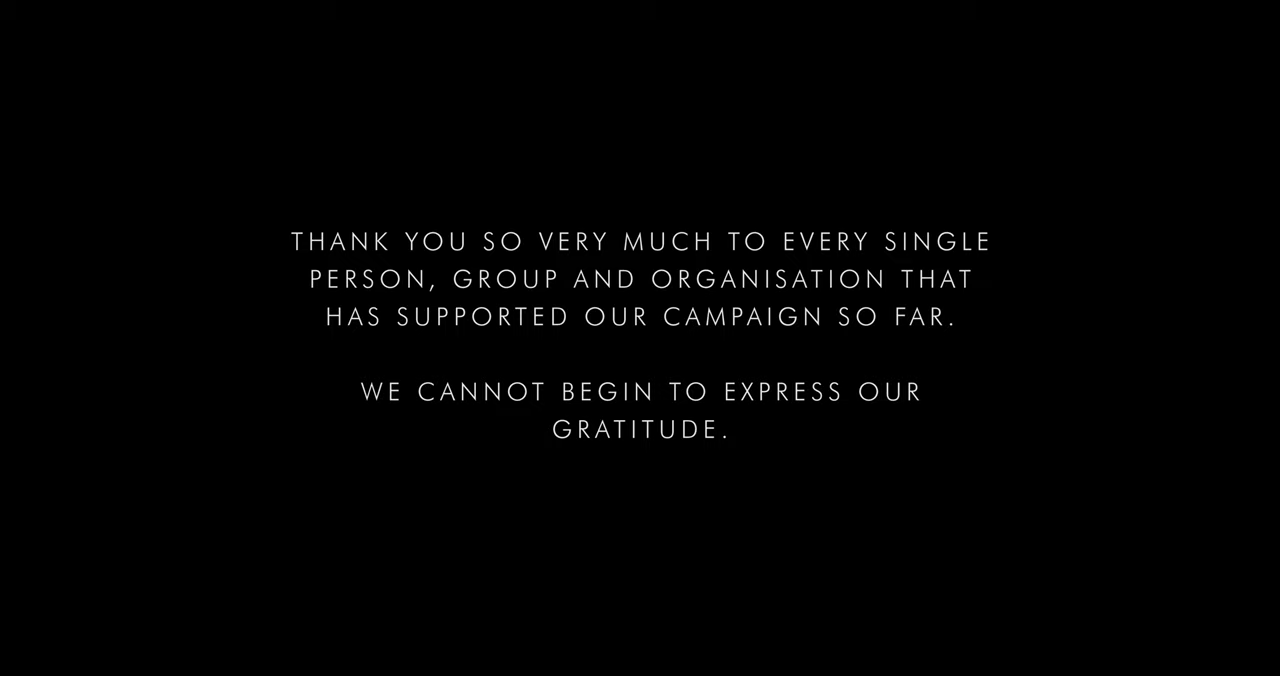 THANK YOU SO VERY MUCH TO EVERY SINGLE
PERSON, GROUP AND ORGANISATION THAT
HAS SUPPORTED OUR CAMPAIGN SO FAR.
WE CANNOT BEGIN TO EXPRESS OUR
GRATITUDE.